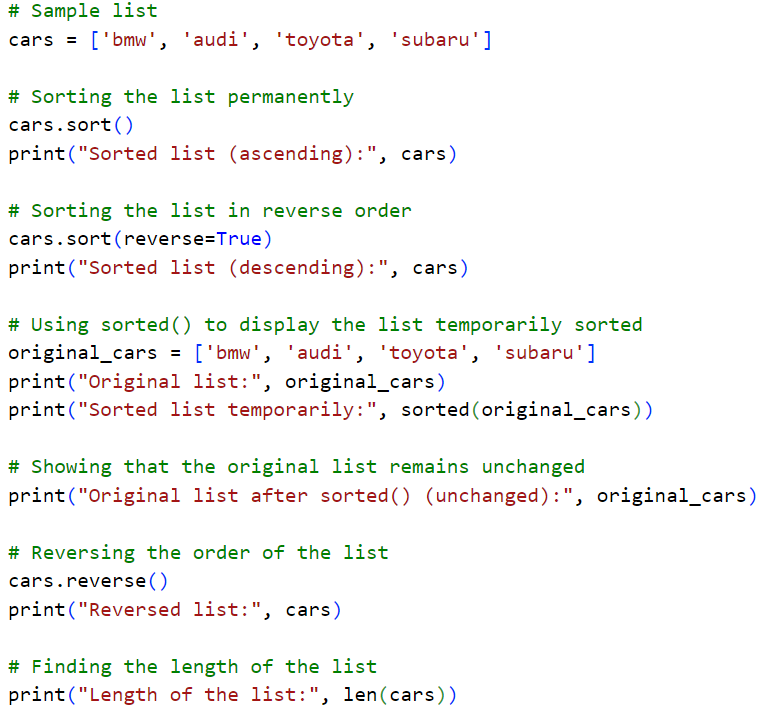 # Sample list
cars = ['bmw', 'audi', 'toyota', 'subaru']
# Sorting the list permanently
cars.sort()
print("Sorted list (ascending):", cars)
# Sorting the list in reverse order
cars.sort(reverse=True)
print("Sorted list (descending):", cars)
# Using sorted() to display the list temporarily sorted
original_cars = ['bmw', 'audi', 'toyota', 'subaru']
print("Original list:", original_cars)
print("Sorted list temporarily:", sorted(original_cars))
# Showing that the original list remains unchanged
print("Original list after sorted() (unchanged):", original_cars)
# Reversing the order of the list
cars.reverse()
print("Reversed list:", cars)
# Finding the length of the list
print("Length of the list:", len(cars))